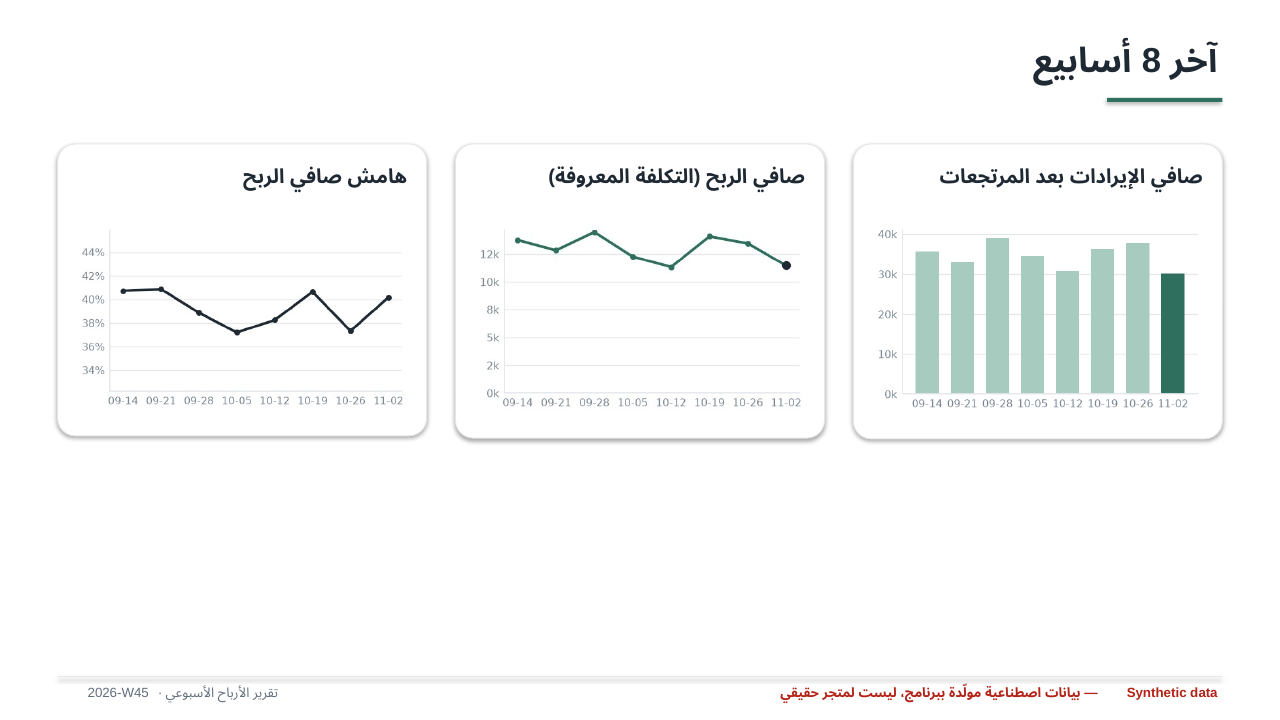 آخر 8 أسابيع
صافي الإيرادات بعد المرتجعات
40k
30k
20k
10k
0k
09-14 09-21 09-28 10-05 10-12 10-19 10-26 11-02
صافي الربح (التكلفة المعروفة)
12k
10k
8k
5k
2k
0k
09-14 09-21 09-28 10-05 10-12 10-19 10-26 11-02
هامش صافي الربح
44%
42%
40%
38%
36%
34%
09-14 09-21 09-28 10-05 10-12 10-19 10-26 11-02
Synthetic data — بيانات اصطناعية مولّدة ببرنامج، ليست لمتجر حقيقي
تقرير الأرباح الأسبوعي · 2026-W45